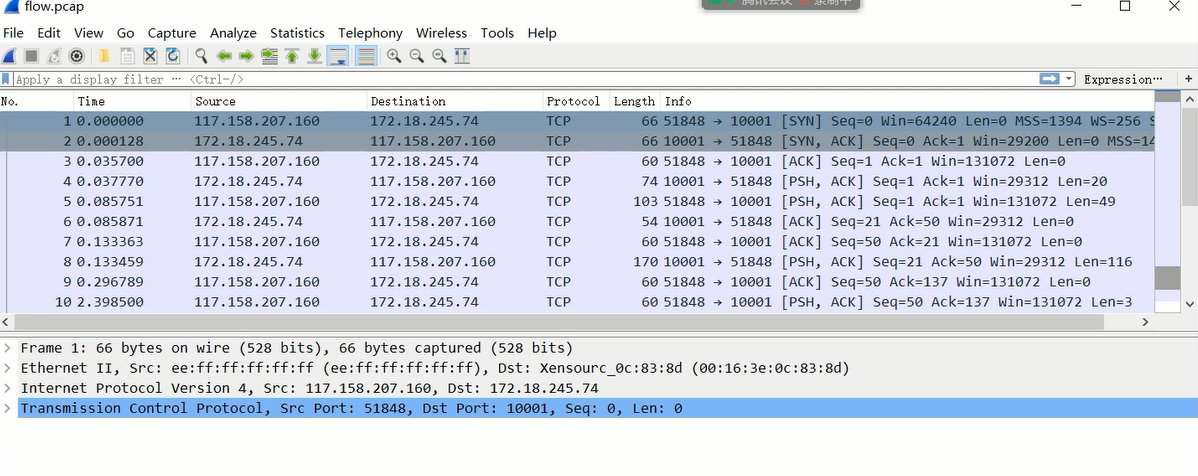 flow.pcap
File Edit View Go Capture Analyze Statistics Telephony Wireless Tools Help
Apply a display filter … <Ctrl-/> Expression… +
No. Time Source Destination Protocol Length Info
1 0.000000 117.158.207.160 172.18.245.74 TCP 66 51848 → 10001 [SYN] Seq=0 Win=64240 Len=0 MSS=1394 WS=256 S
2 0.000128 172.18.245.74 117.158.207.160 TCP 66 10001 → 51848 [SYN, ACK] Seq=0 Ack=1 Win=29200 Len=0 MSS=14
3 0.035700 117.158.207.160 172.18.245.74 TCP 60 51848 → 10001 [ACK] Seq=1 Ack=1 Win=131072 Len=0
4 0.037770 172.18.245.74 117.158.207.160 TCP 74 10001 → 51848 [PSH, ACK] Seq=1 Ack=1 Win=29312 Len=20
5 0.085751 117.158.207.160 172.18.245.74 TCP 103 51848 → 10001 [PSH, ACK] Seq=1 Ack=1 Win=131072 Len=49
6 0.085871 172.18.245.74 117.158.207.160 TCP 54 10001 → 51848 [ACK] Seq=21 Ack=50 Win=29312 Len=0
7 0.133363 117.158.207.160 172.18.245.74 TCP 60 51848 → 10001 [ACK] Seq=50 Ack=21 Win=131072 Len=0
8 0.133459 172.18.245.74 117.158.207.160 TCP 170 10001 → 51848 [PSH, ACK] Seq=21 Ack=50 Win=29312 Len=116
9 0.296789 117.158.207.160 172.18.245.74 TCP 60 51848 → 10001 [ACK] Seq=50 Ack=137 Win=131072 Len=0
10 2.398500 117.158.207.160 172.18.245.74 TCP 60 51848 → 10001 [PSH, ACK] Seq=50 Ack=137 Win=131072 Len=3
Frame 1: 66 bytes on wire (528 bits), 66 bytes captured (528 bits)
Ethernet II, Src: ee:ff:ff:ff:ff:ff (ee:ff:ff:ff:ff:ff), Dst: Xensourc_0c:83:8d (00:16:3e:0c:83:8d)
Internet Protocol Version 4, Src: 117.158.207.160, Dst: 172.18.245.74
Transmission Control Protocol, Src Port: 51848, Dst Port: 10001, Seq: 0, Len: 0